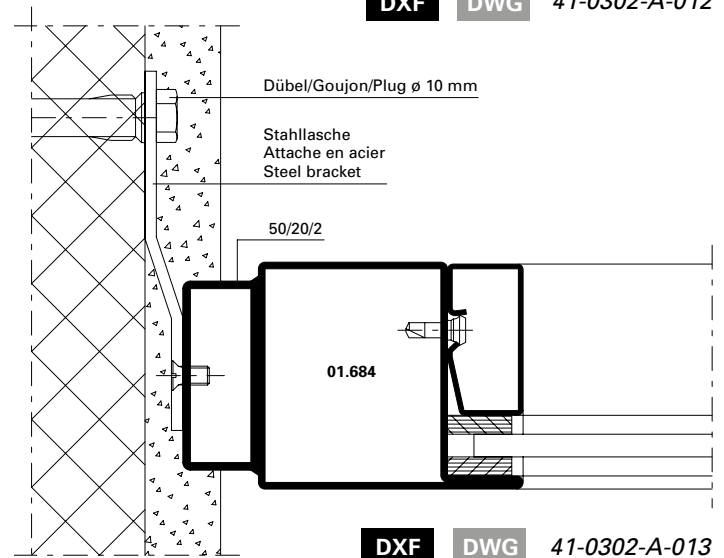 DXF DWG 41-0302-A-012
Dübel/Goujon/Plug ø 10 mm
Stahllasche
Attache en acier
Steel bracket
50/20/2
01.684
DXF DWG 41-0302-A-013